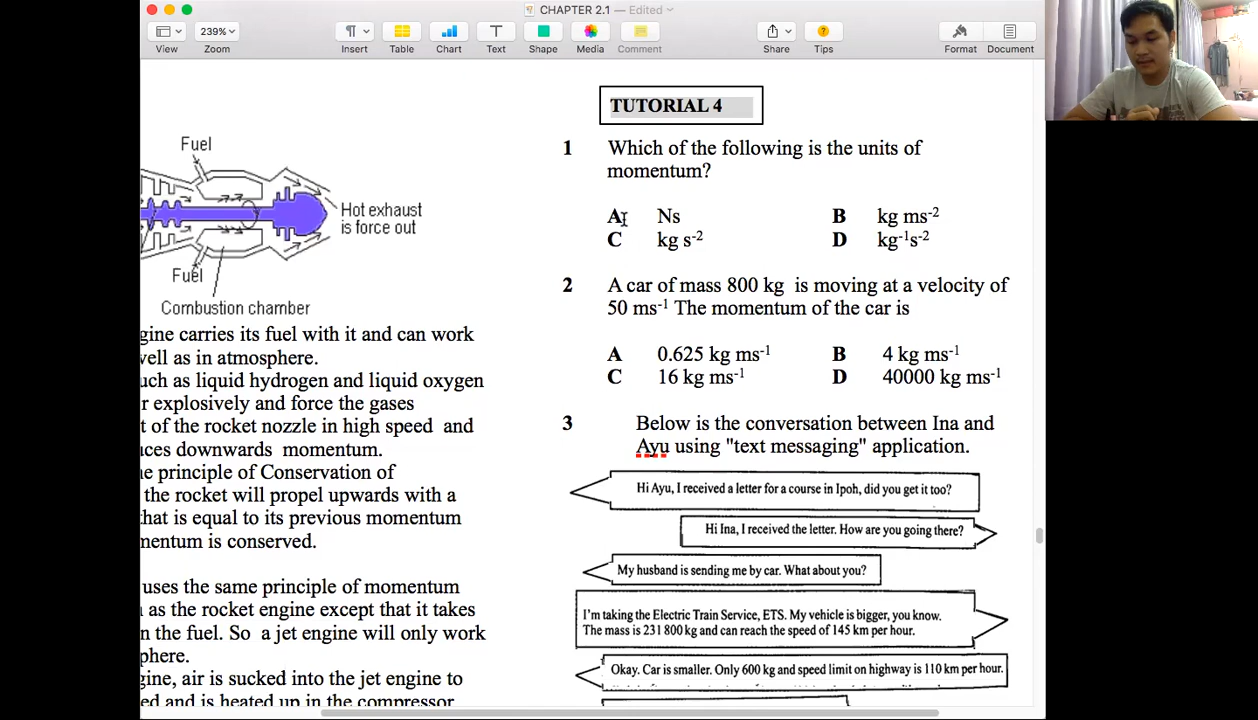 CHAPTER 2.1 — Edited
239%
View
Zoom
Insert
Table
Chart
Text
Shape
Media
Comment
Share
Tips
Format
Document
Fuel
Hot exhaust
is force out
Fuel
Combustion chamber
gine carries its fuel with it and can work
well as in atmosphere.
uch as liquid hydrogen and liquid oxygen
r explosively and force the gases
t of the rocket nozzle in high speed and
ces downwards momentum.
e principle of Conservation of
the rocket will propel upwards with a
that is equal to its previous momentum
mentum is conserved.
uses the same principle of momentum
as the rocket engine except that it takes
n the fuel. So a jet engine will only work
phere.
gine, air is sucked into the jet engine to
ed and is heated up in the compressor
TUTORIAL 4
1 Which of the following is the units of
momentum?
A Ns B kg ms⁻²
C kg s⁻² D kg⁻¹s⁻²
2 A car of mass 800 kg is moving at a velocity of
50 ms⁻¹ The momentum of the car is
A 0.625 kg ms⁻¹ B 4 kg ms⁻¹
C 16 kg ms⁻¹ D 40000 kg ms⁻¹
3 Below is the conversation between Ina and
Ayu using "text messaging" application.
Hi Ayu, I received a letter for a course in Ipoh, did you get it too?
Hi Ina, I received the letter. How are you going there?
My husband is sending me by car. What about you?
I'm taking the Electric Train Service, ETS. My vehicle is bigger, you know.
The mass is 231 800 kg and can reach the speed of 145 km per hour.
Okay. Car is smaller. Only 600 kg and speed limit on highway is 110 km per hour.